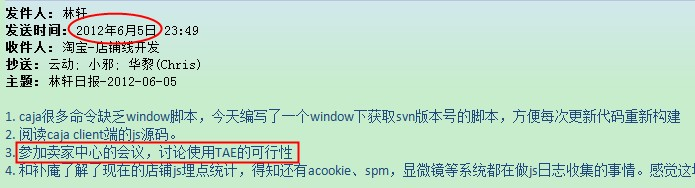 发件人：林轩
发送时间：2012年6月5日 23:49
收件人：淘宝-店铺线开发
抄送：云动；小邪；华黎(Chris)
主题：林轩日报-2012-06-05
1. caja很多命令缺乏window脚本，今天编写了一个window下获取svn版本号的脚本，方便每次更新代码重新构建
2. 阅读caja client端的js源码。
3. 参加卖家中心的会议，讨论使用TAE的可行性
4. 和补庵了解了现在的店铺js埋点统计，得知还有acookie、spm，显微镜等系统都在做js日志收集的事情。感觉这